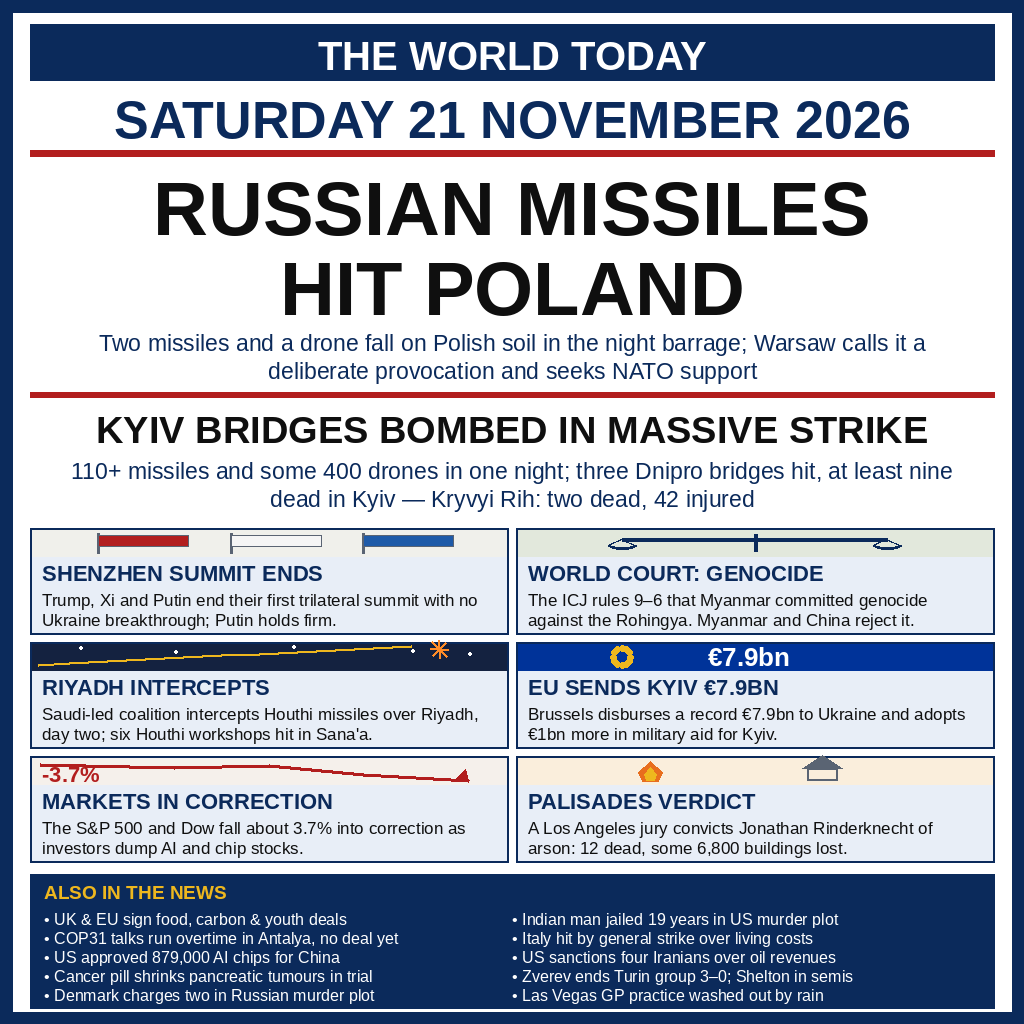 THE WORLD TODAY
SATURDAY 21 NOVEMBER 2026
RUSSIAN MISSILES
HIT POLAND
Two missiles and a drone fall on Polish soil in the night barrage; Warsaw calls it a
deliberate provocation and seeks NATO support
KYIV BRIDGES BOMBED IN MASSIVE STRIKE
110+ missiles and some 400 drones in one night; three Dnipro bridges hit, at least nine
dead in Kyiv — Kryvyi Rih: two dead, 42 injured
SHENZHEN SUMMIT ENDS
Trump, Xi and Putin end their first trilateral summit with no
Ukraine breakthrough; Putin holds firm.
WORLD COURT: GENOCIDE
The ICJ rules 9–6 that Myanmar committed genocide
against the Rohingya. Myanmar and China reject it.
RIYADH INTERCEPTS
Saudi-led coalition intercepts Houthi missiles over Riyadh,
day two; six Houthi workshops hit in Sana'a.
€7.9bn
EU SENDS KYIV €7.9BN
Brussels disburses a record €7.9bn to Ukraine and adopts
€1bn more in military aid for Kyiv.
-3.7%
MARKETS IN CORRECTION
The S&P 500 and Dow fall about 3.7% into correction as
investors dump AI and chip stocks.
PALISADES VERDICT
A Los Angeles jury convicts Jonathan Rinderknecht of
arson: 12 dead, some 6,800 buildings lost.
ALSO IN THE NEWS
• UK & EU sign food, carbon & youth deals
• COP31 talks run overtime in Antalya, no deal yet
• US approved 879,000 AI chips for China
• Cancer pill shrinks pancreatic tumours in trial
• Denmark charges two in Russian murder plot
• Indian man jailed 19 years in US murder plot
• Italy hit by general strike over living costs
• US sanctions four Iranians over oil revenues
• Zverev ends Turin group 3–0; Shelton in semis
• Las Vegas GP practice washed out by rain